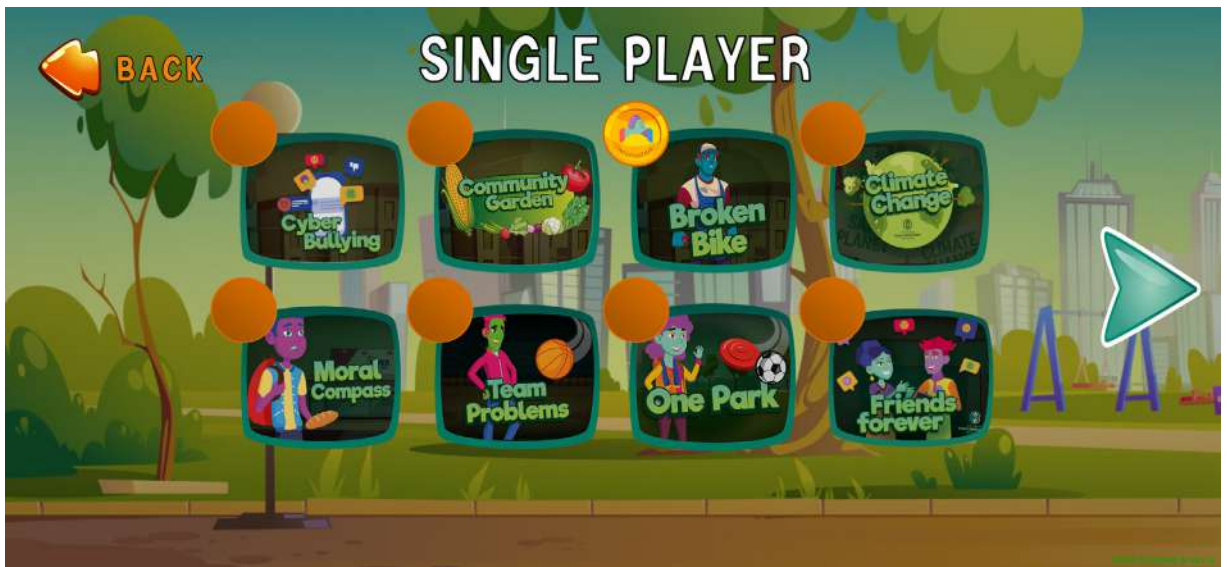 BACK
SINGLE PLAYER
Cyber
Bullying
Community
Garden
Broken
Bike
Climate
Change
Moral
Compass
Team
Problems
One Park
Friends
forever